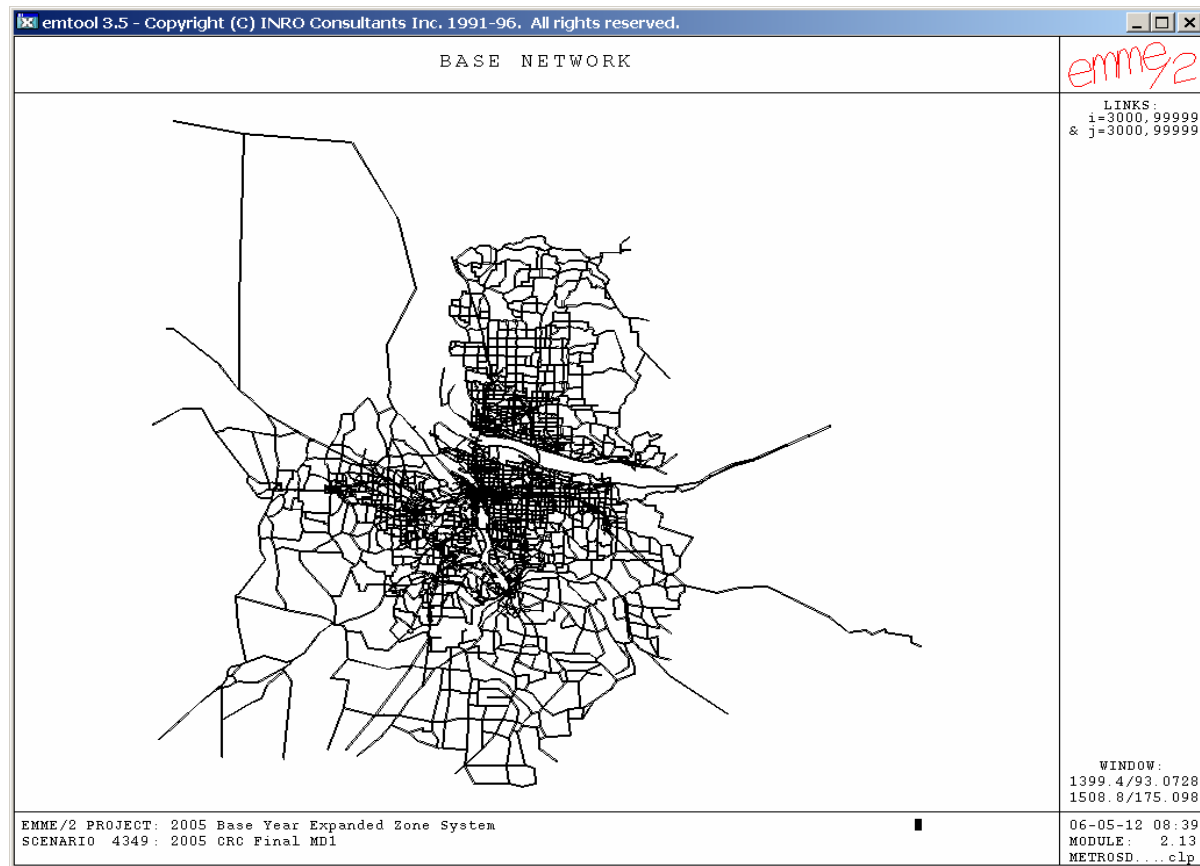 emtool 3.5 - Copyright (C) INRO Consultants Inc. 1991-96. All rights reserved.
BASE NETWORK
emme/2
LINKS:
i=3000,99999
& j=3000,99999
WINDOW:
1399.4/93.0728
1508.8/175.098
EMME/2 PROJECT: 2005 Base Year Expanded Zone System
SCENARIO 4349: 2005 CRC Final MD1
06-05-12 08:39
MODULE: 2.13
METROSD....clp